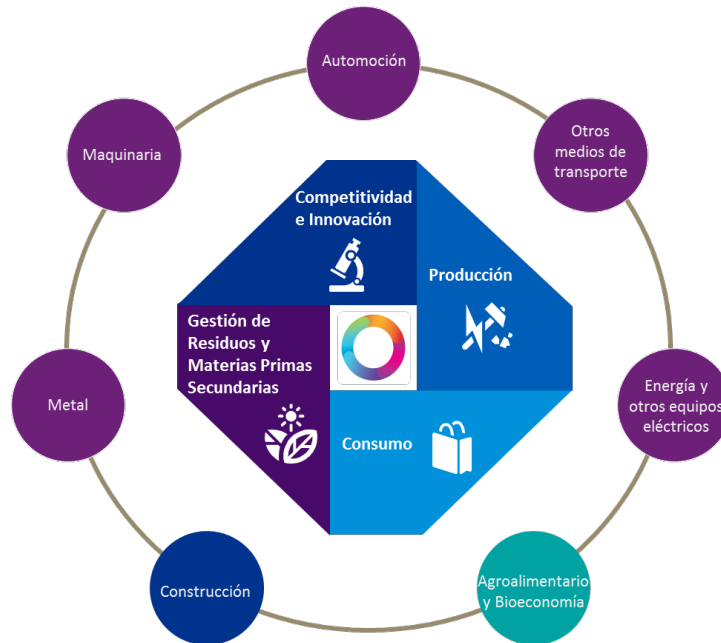 Automoción
Maquinaria
Otros
medios de
transporte
Competitividad
e Innovación
Producción
Gestión de
Residuos y
Materias Primas
Secundarias
Metal
Energía y
otros equipos
eléctricos
Consumo
Construcción
Agroalimentario
y Bioeconomía